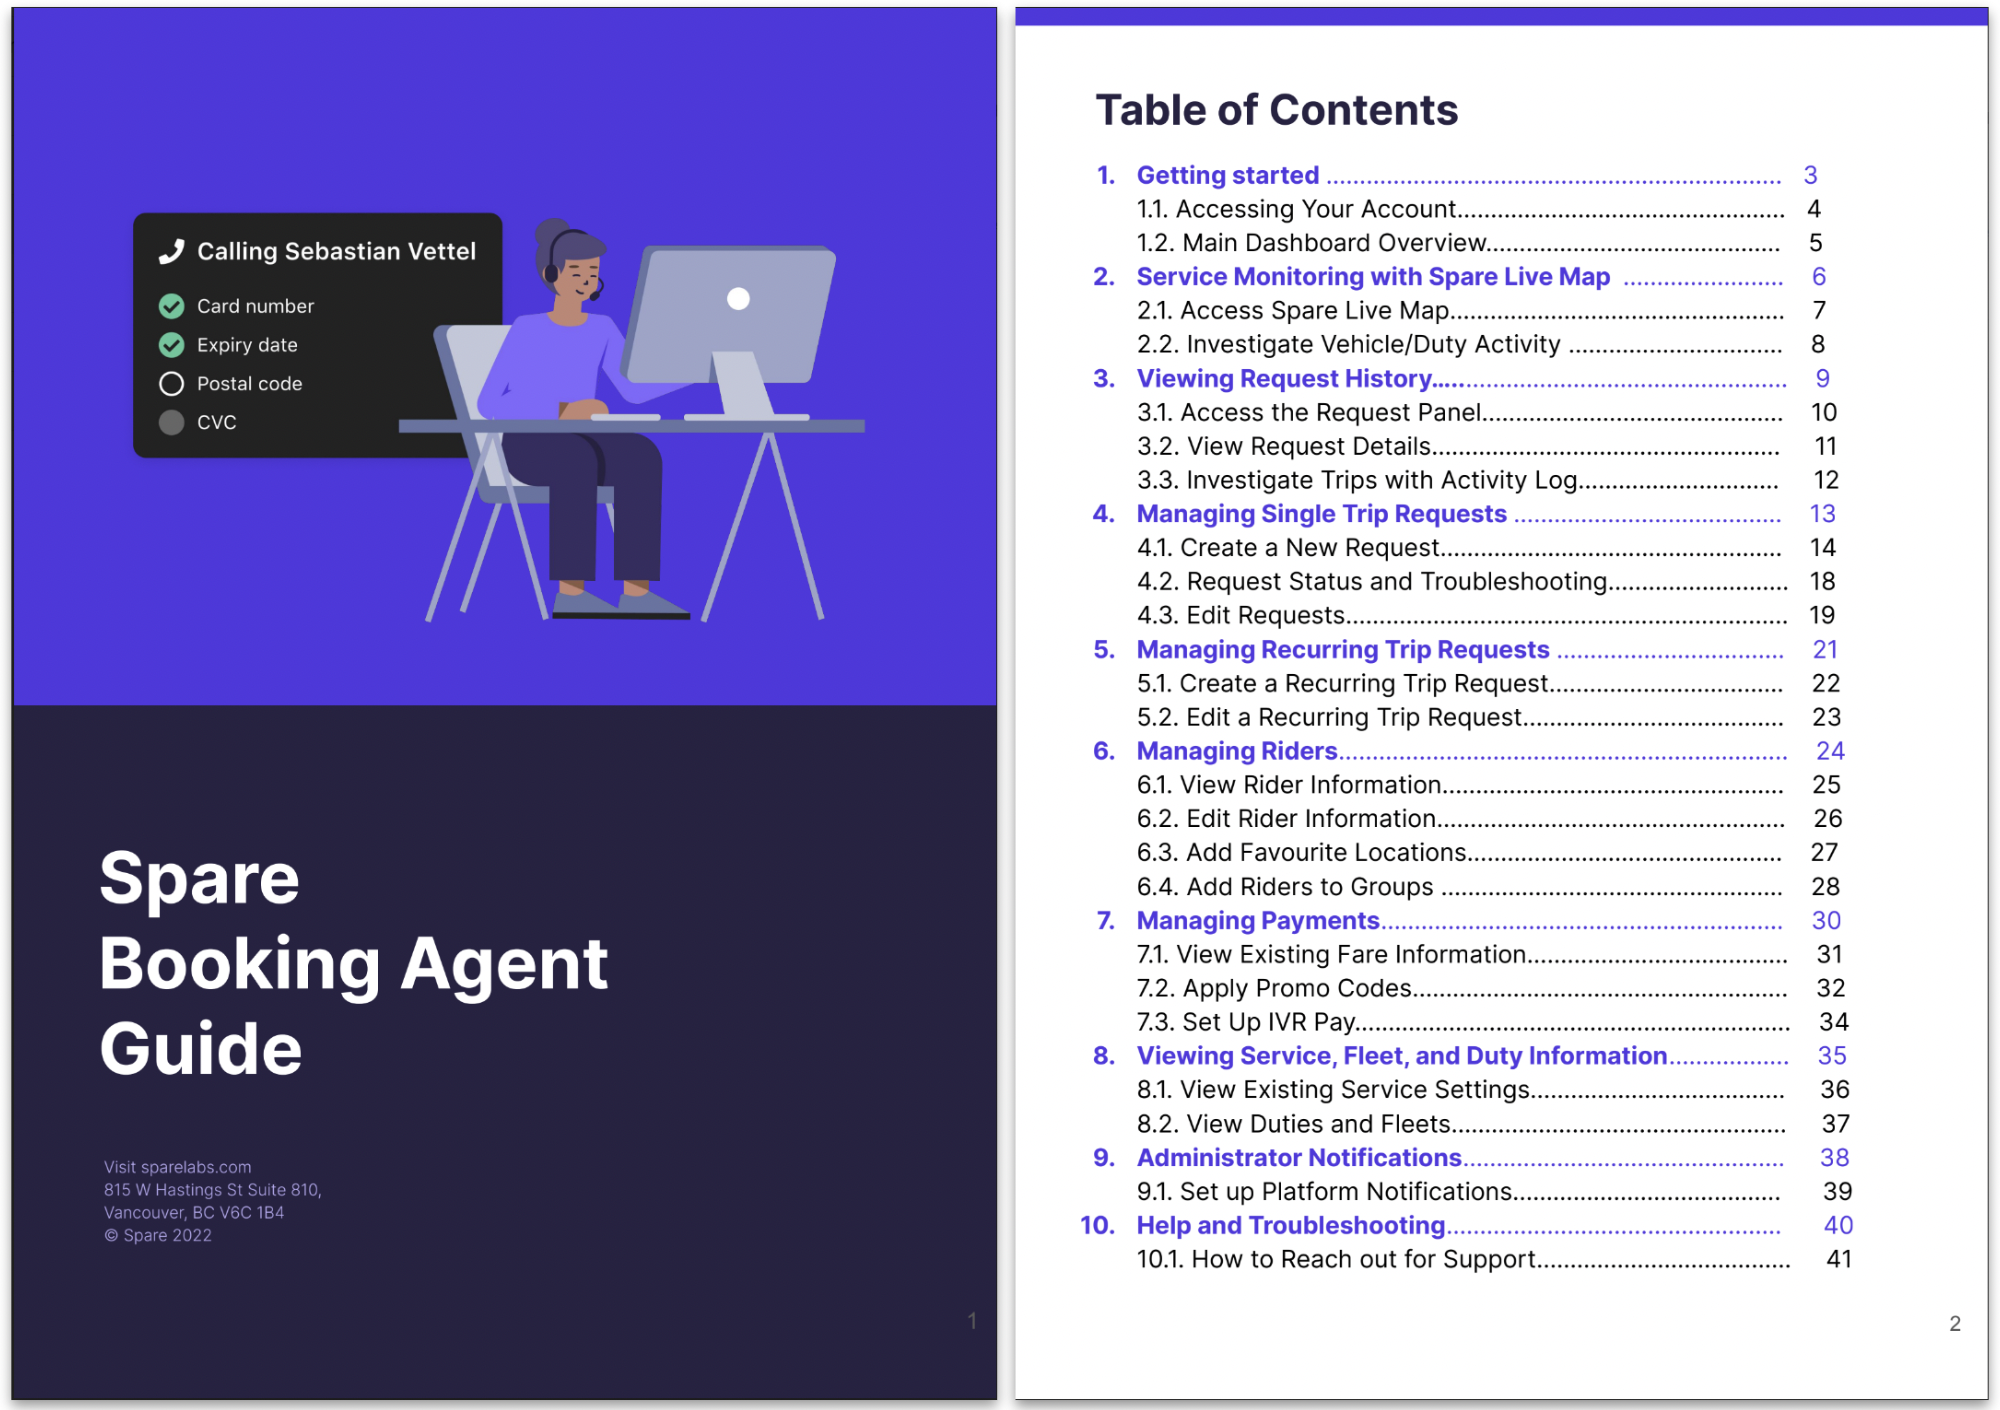 Calling Sebastian Vettel
Card number
Expiry date
Postal code
CVC
Spare
Booking Agent
Guide
Visit sparelabs.com
815 W Hastings St Suite 810,
Vancouver, BC V6C 1B4
© Spare 2022
1
Table of Contents
1. Getting started ........................................................ 3
1.1. Accessing Your Account................................................ 4
1.2. Main Dashboard Overview........................................... 5
2. Service Monitoring with Spare Live Map ....................... 6
2.1. Access Spare Live Map................................................. 7
2.2. Investigate Vehicle/Duty Activity ................................ 8
3. Viewing Request History.................................................... 9
3.1. Access the Request Panel............................................ 10
3.2. View Request Details................................................... 11
3.3. Investigate Trips with Activity Log.............................. 12
4. Managing Single Trip Requests ....................................... 13
4.1. Create a New Request.................................................. 14
4.2. Request Status and Troubleshooting.......................... 18
4.3. Edit Requests................................................................ 19
5. Managing Recurring Trip Requests ................................. 21
5.1. Create a Recurring Trip Request.................................. 22
5.2. Edit a Recurring Trip Request...................................... 23
6. Managing Riders................................................................. 24
6.1. View Rider Information.................................................. 25
6.2. Edit Rider Information................................................... 26
6.3. Add Favourite Locations.............................................. 27
6.4. Add Riders to Groups .................................................. 28
7. Managing Payments........................................................... 30
7.1. View Existing Fare Information..................................... 31
7.2. Apply Promo Codes....................................................... 32
7.3. Set Up IVR Pay............................................................... 34
8. Viewing Service, Fleet, and Duty Information................. 35
8.1. View Existing Service Settings..................................... 36
8.2. View Duties and Fleets................................................. 37
9. Administrator Notifications............................................... 38
9.1. Set up Platform Notifications....................................... 39
10. Help and Troubleshooting................................................. 40
10.1. How to Reach out for Support..................................... 41
2